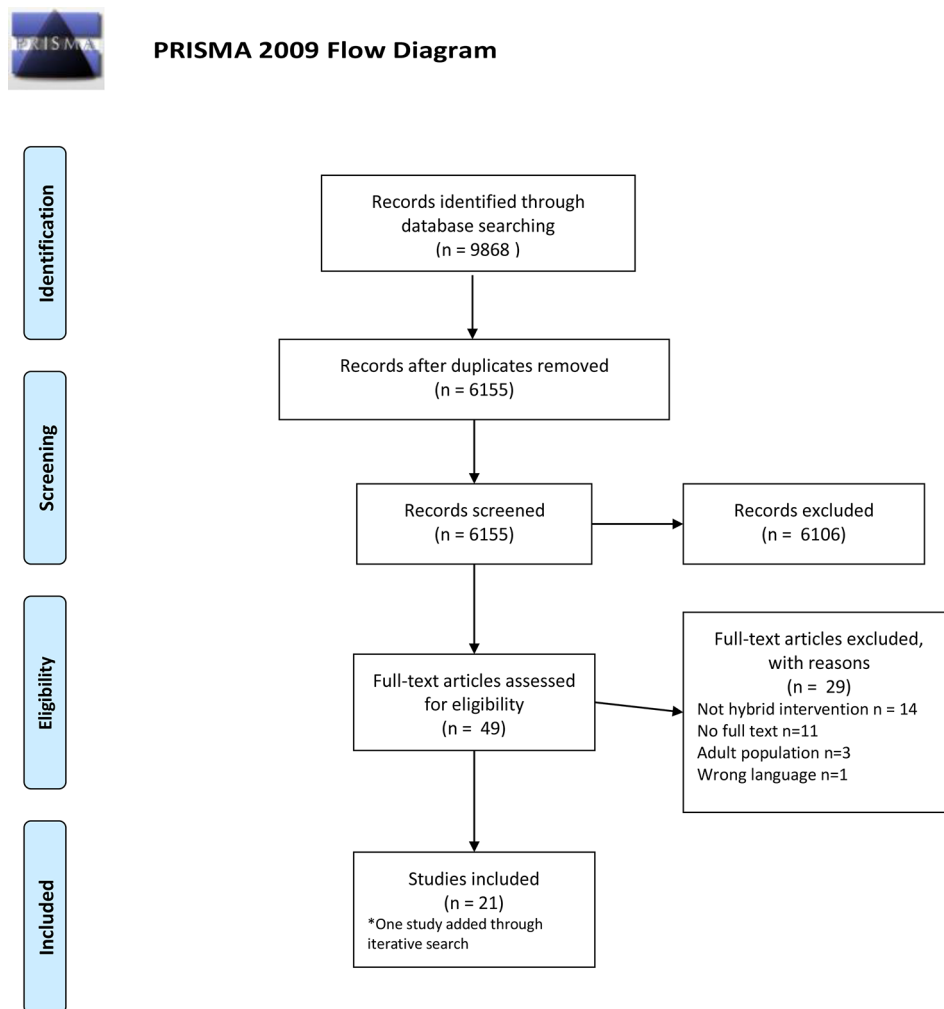 PRISMA
PRISMA 2009 Flow Diagram
Identification
Records identified through
database searching
(n = 9868 )
Records after duplicates removed
(n = 6155)
Screening
Records screened
(n = 6155)
Records excluded
(n =  6106)
Eligibility
Full-text articles assessed
for eligibility
(n =  49)
Full-text articles excluded,
with reasons
(n =  29)
Not hybrid intervention n = 14
No full text n=11
Adult population n=3
Wrong language n=1
Included
Studies included
(n = 21)
*One study added through
iterative search